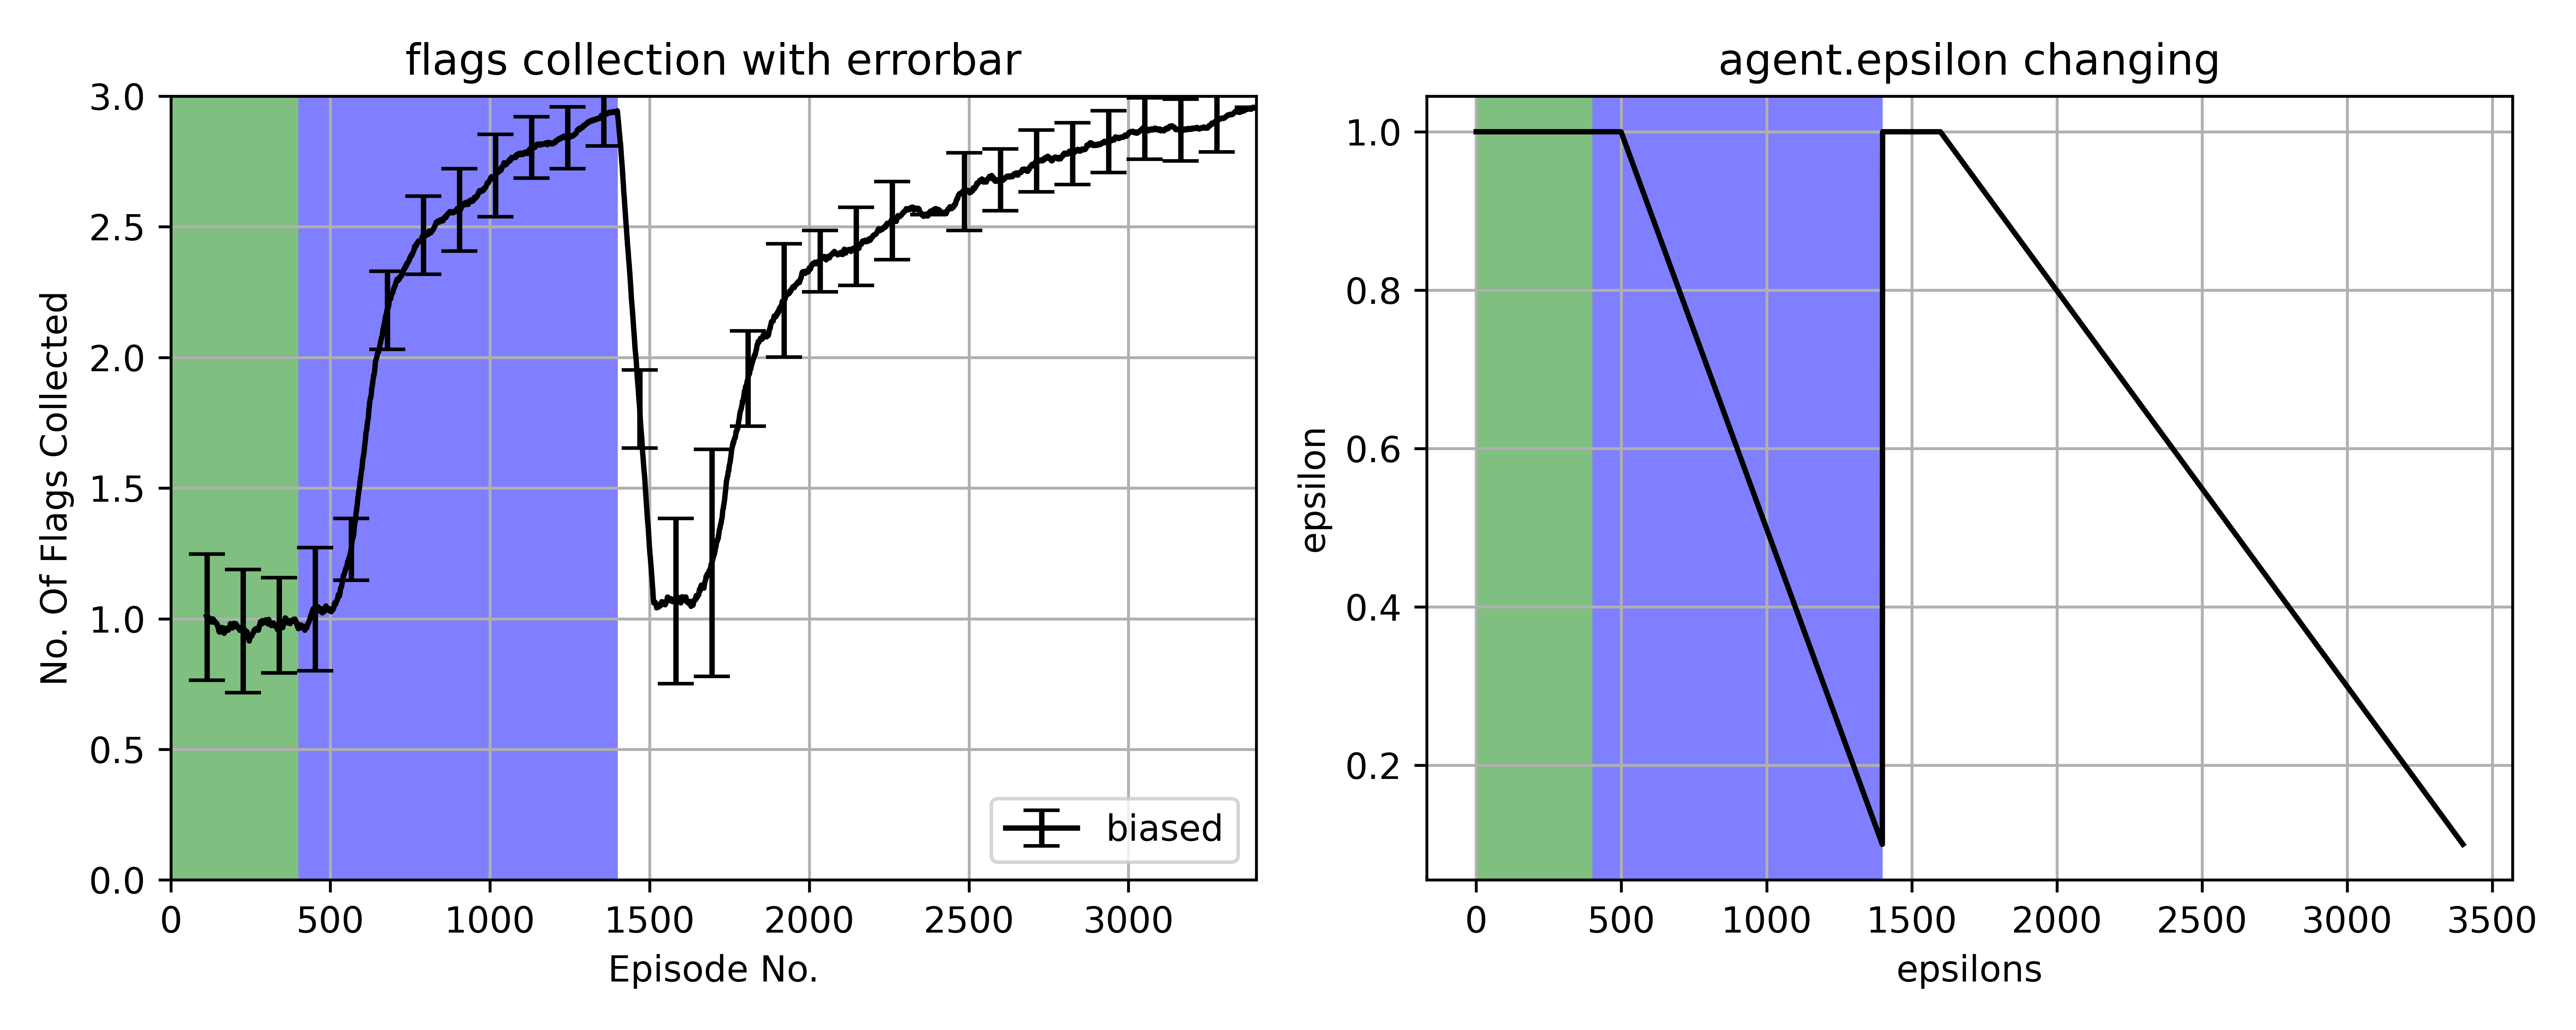 flags collection with errorbar
3.0
2.5
2.0
1.5
1.0
0.5
0.0
No. Of Flags Collected
biased
0 500 1000 1500 2000 2500 3000
Episode No.
agent.epsilon changing
1.0
0.8
0.6
0.4
0.2
epsilon
0 500 1000 1500 2000 2500 3000 3500
epsilons